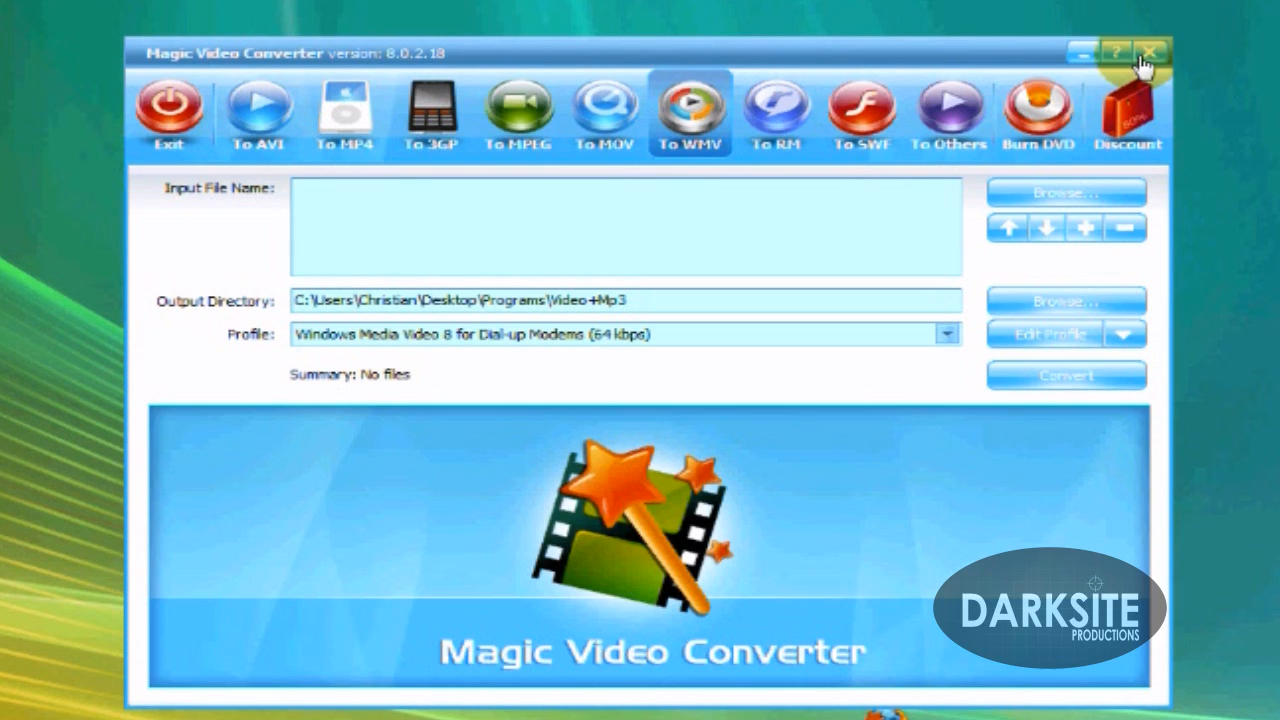 Magic Video Converter version: 8.0.2.18
Exit To AVI To MP4 To 3GP To MPEG To MOV To WMV To RM To SWF To Others Burn DVD Discount
Input File Name: Browse...
Output Directory: C:\Users\Christian\Desktop\Programs\Video+Mp3 Browse...
Profile: Windows Media Video 8 for Dial-up Modems (64 kbps) Edit Profile
Summary: No files Convert
DARKSITE
PRODUCTIONS
Magic Video Converter